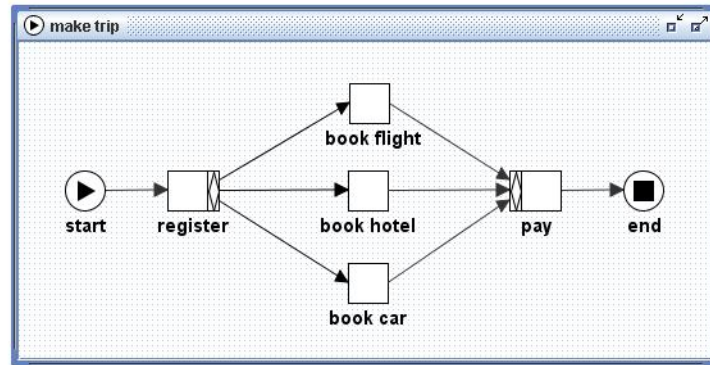 make trip
book flight
start
register
book hotel
pay
end
book car